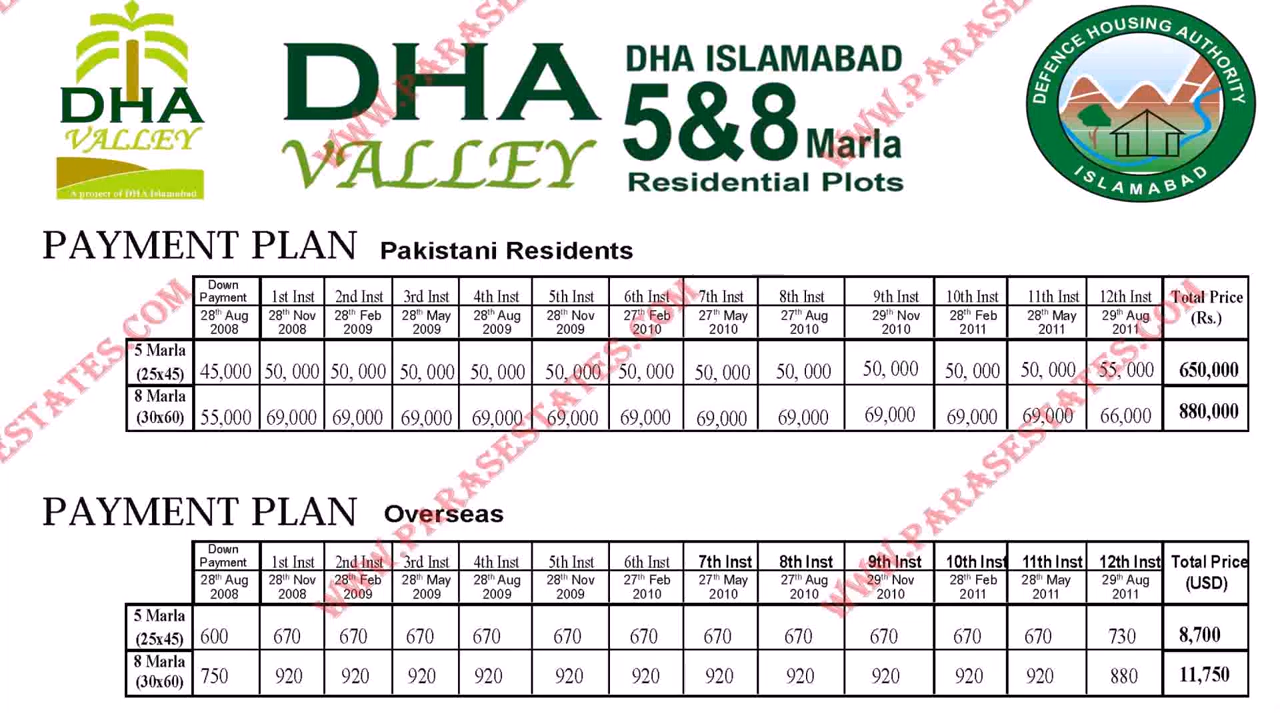 DHA
VALLEY
A project of DHA Islamabad
DHA
VALLEY
DHA ISLAMABAD
5&8 Marla
Residential Plots
DEFENCE HOUSING AUTHORITY
ISLAMABAD
PAYMENT PLAN Pakistani Residents
Down Payment 1st Inst 2nd Inst 3rd Inst 4th Inst 5th Inst 6th Inst 7th Inst 8th Inst 9th Inst 10th Inst 11th Inst 12th Inst Total Price (Rs.)
28th Aug 2008 28th Nov 2008 28th Feb 2009 28th May 2009 28th Aug 2009 28th Nov 2009 27th Feb 2010 27th May 2010 27th Aug 2010 29th Nov 2010 28th Feb 2011 28th May 2011 29th Aug 2011
5 Marla (25x45) 45,000 50, 000 50, 000 50, 000 50, 000 50, 000 50, 000 50, 000 50, 000 50, 000 50, 000 50, 000 55, 000 650,000
8 Marla (30x60) 55,000 69,000 69,000 69,000 69,000 69,000 69,000 69,000 69,000 69,000 69,000 69,000 66,000 880,000
PAYMENT PLAN Overseas
Down Payment 1st Inst 2nd Inst 3rd Inst 4th Inst 5th Inst 6th Inst 7th Inst 8th Inst 9th Inst 10th Inst 11th Inst 12th Inst Total Price (USD)
28th Aug 2008 28th Nov 2008 28th Feb 2009 28th May 2009 28th Aug 2009 28th Nov 2009 27th Feb 2010 27th May 2010 27th Aug 2010 29th Nov 2010 28th Feb 2011 28th May 2011 29th Aug 2011
5 Marla (25x45) 600 670 670 670 670 670 670 670 670 670 670 670 730 8,700
8 Marla (30x60) 750 920 920 920 920 920 920 920 920 920 920 920 880 11,750
WWW.PARASESTATES.COM
WWW.PARASESTATES.COM